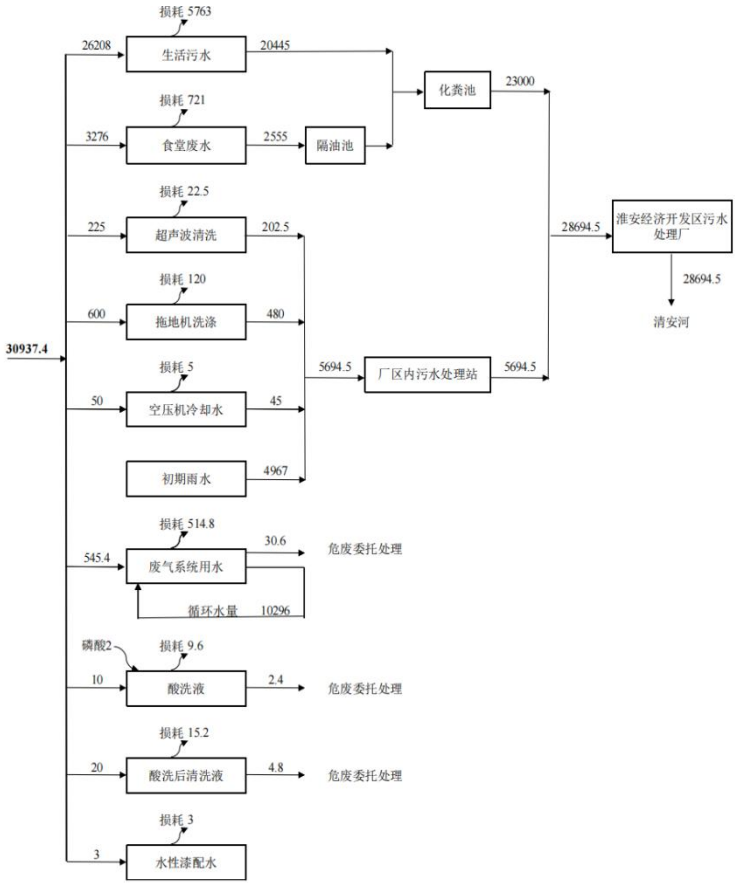 损耗 5763
26208
生活污水
20445
化粪池
23000
损耗 721
3276
食堂废水
2555
隔油池
损耗 22.5
225
超声波清洗
202.5
28694.5
淮安经济开发区污水
处理厂
28694.5
清安河
损耗 120
600
拖地机洗涤
480
30937.4
5694.5
厂区内污水处理站
5694.5
损耗 5
50
空压机冷却水
45
初期雨水
4967
损耗 514.8
545.4
废气系统用水
30.6
危废委托处理
循环水量 10296
磷酸2
损耗 9.6
10
酸洗液
2.4
危废委托处理
损耗 15.2
20
酸洗后清洗液
4.8
危废委托处理
损耗 3
3
水性漆配水